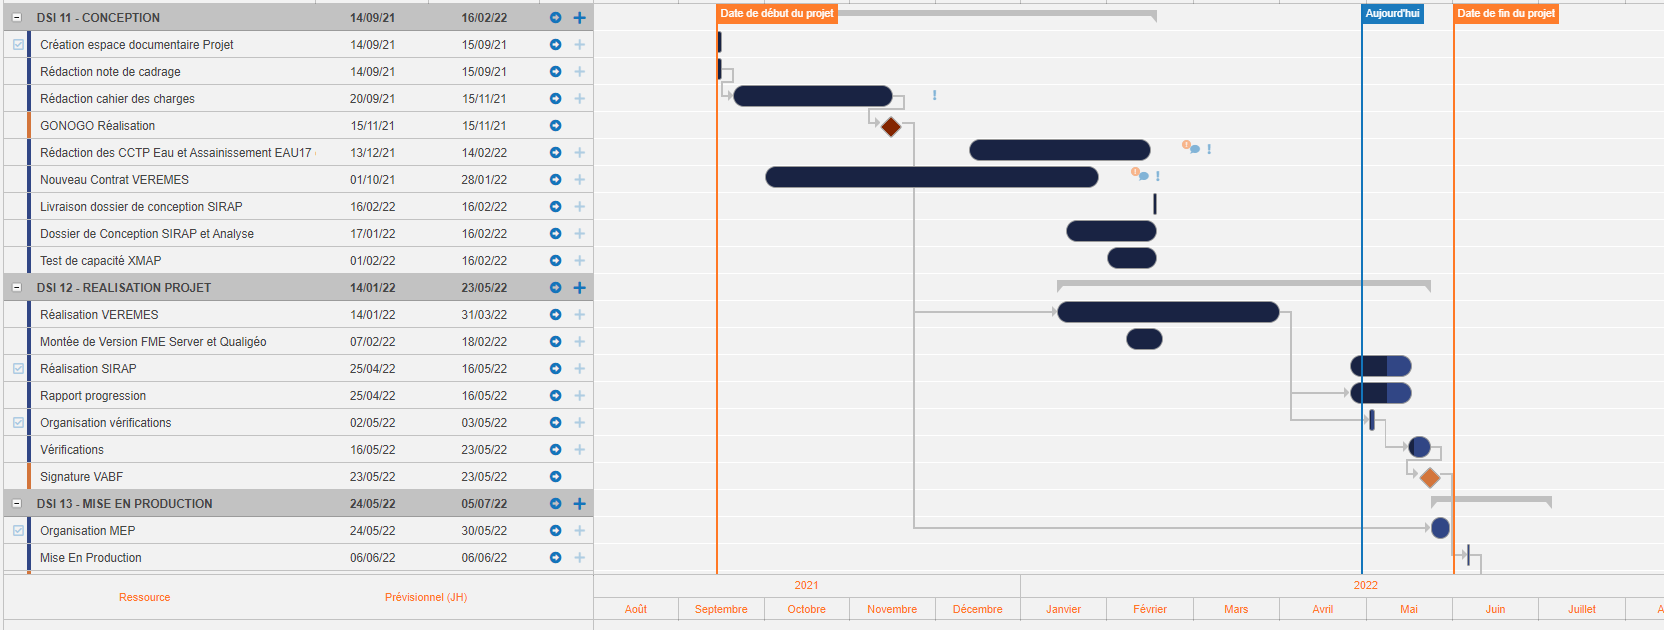 DSI 11 - CONCEPTION 14/09/21 16/02/22 Date de début du projet Aujourd'hui Date de fin du projet
Création espace documentaire Projet 14/09/21 15/09/21
Rédaction note de cadrage 14/09/21 15/09/21
Rédaction cahier des charges 20/09/21 15/11/21 !
GONOGO Réalisation 15/11/21 15/11/21
Rédaction des CCTP Eau et Assainissement EAU17 13/12/21 14/02/22 !
Nouveau Contrat VEREMES 01/10/21 28/01/22 !
Livraison dossier de conception SIRAP 16/02/22 16/02/22
Dossier de Conception SIRAP et Analyse 17/01/22 16/02/22
Test de capacité XMAP 01/02/22 16/02/22
DSI 12 - REALISATION PROJET 14/01/22 23/05/22
Réalisation VEREMES 14/01/22 31/03/22
Montée de Version FME Server et Qualigéo 07/02/22 18/02/22
Réalisation SIRAP 25/04/22 16/05/22
Rapport progression 25/04/22 16/05/22
Organisation vérifications 02/05/22 03/05/22
Vérifications 16/05/22 23/05/22
Signature VABF 23/05/22 23/05/22
DSI 13 - MISE EN PRODUCTION 24/05/22 05/07/22
Organisation MEP 24/05/22 30/05/22
Mise En Production 06/06/22 06/06/22
2021 2022
Ressource Prévisionnel (JH)
Août Septembre Octobre Novembre Décembre Janvier Février Mars Avril Mai Juin Juillet A